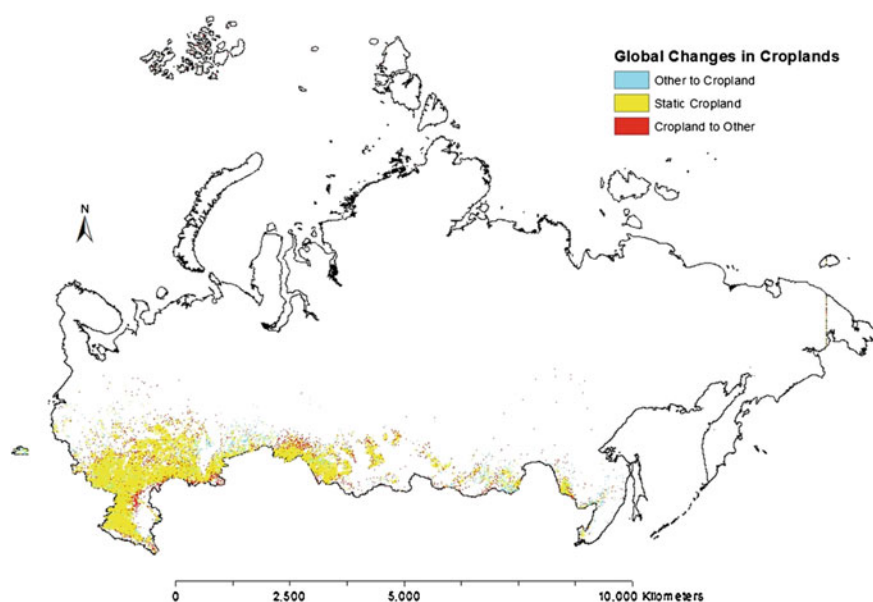 Global Changes in Croplands
Other to Cropland
Static Cropland
Cropland to Other
N
0 2,500 5,000 10,000 Kilometers